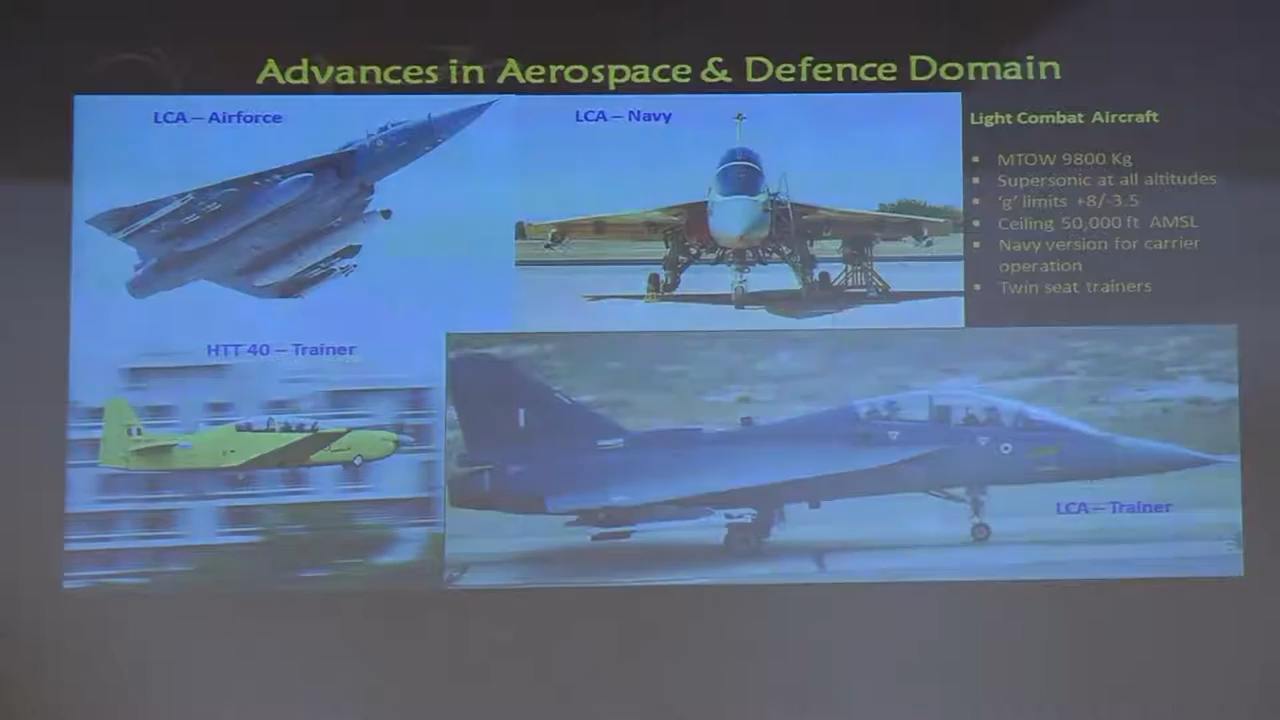 Advances in Aerospace & Defence Domain
LCA – Airforce
LCA – Navy
Light Combat Aircraft
▪ MTOW 9800 Kg
▪ Supersonic at all altitudes
▪ 'g' limits +8/-3.5
▪ Ceiling 50,000 ft AMSL
▪ Navy version for carrier
operation
▪ Twin seat trainers
HTT 40 – Trainer
LCA – Trainer